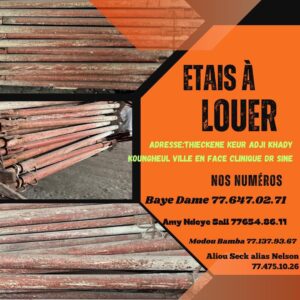 ETAIS À
LOUER
ADRESSE:THIECKENE KEUR ADJI KHADY
KOUNGHEUL VILLE EN FACE CLINIQUE DR SINE
NOS NUMÉROS
Baye Dame 77.647.02.71
Amy Ndeye Sall 77654.86.11
Modou Bamba 77.137.93.67
Aliou Seck alias Nelson
77.475.10.26